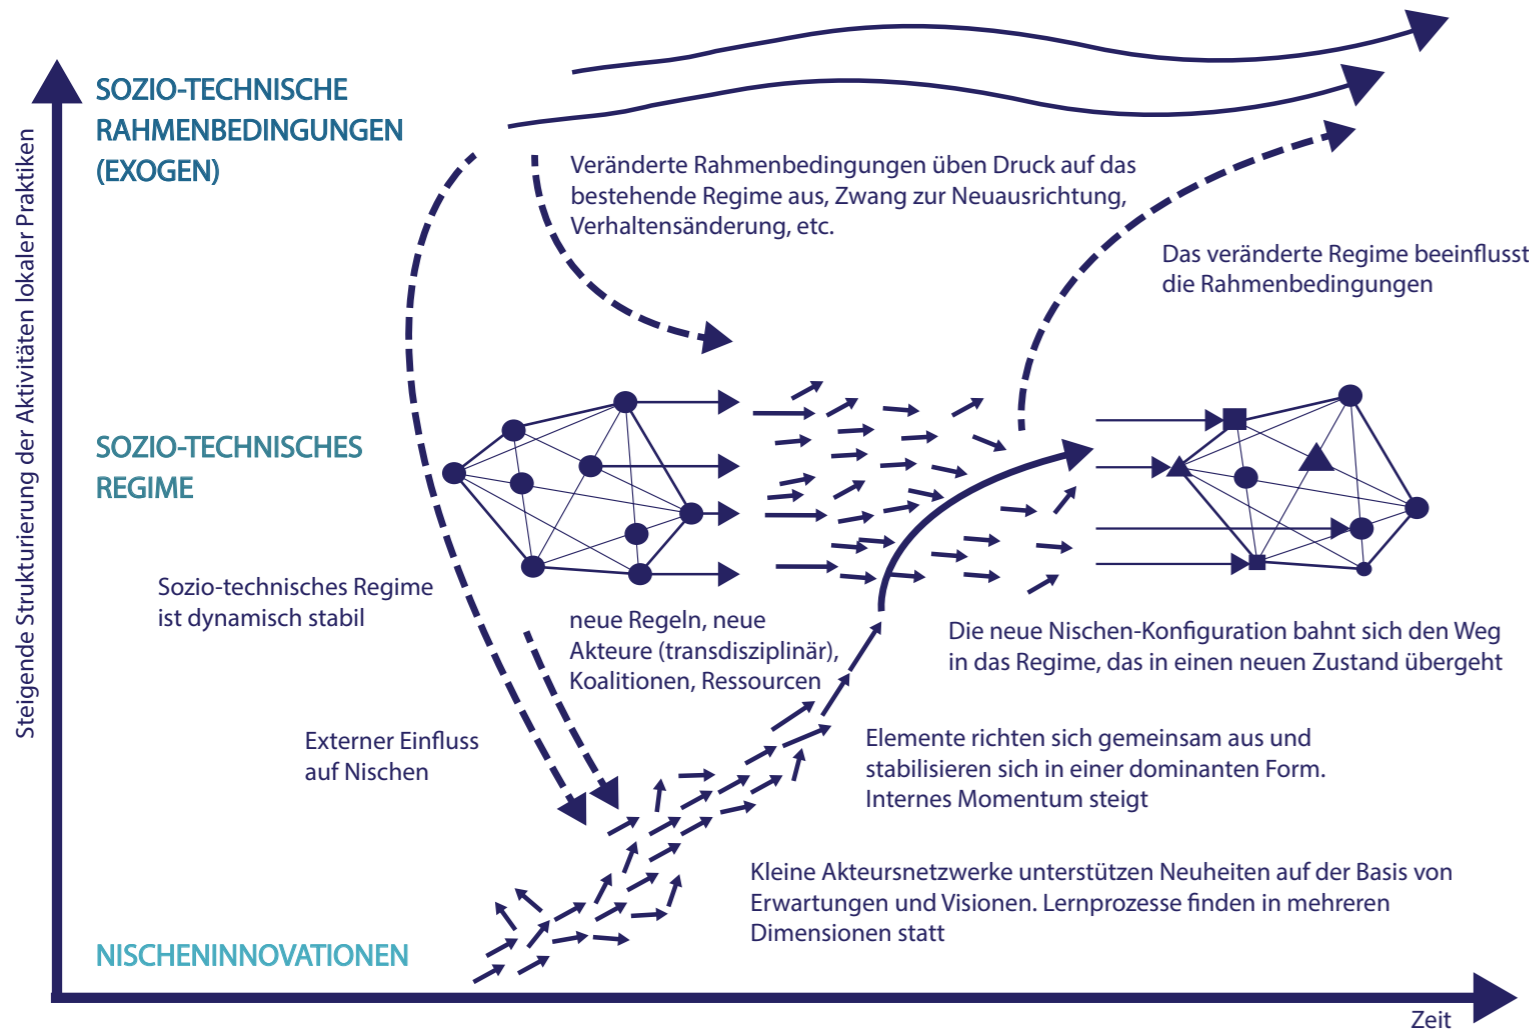 SOZIO-TECHNISCHE
RAHMENBEDINGUNGEN
(EXOGEN)
Steigende Strukturierung der Aktivitäten lokaler Praktiken
Veränderte Rahmenbedingungen üben Druck auf das
bestehende Regime aus, Zwang zur Neuausrichtung,
Verhaltensänderung, etc.
Das veränderte Regime beeinflusst
die Rahmenbedingungen
SOZIO-TECHNISCHES
REGIME
Sozio-technisches Regime
ist dynamisch stabil
neue Regeln, neue
Akteure (transdisziplinär),
Koalitionen, Ressourcen
Die neue Nischen-Konfiguration bahnt sich den Weg
in das Regime, das in einen neuen Zustand übergeht
Externer Einfluss
auf Nischen
Elemente richten sich gemeinsam aus und
stabilisieren sich in einer dominanten Form.
Internes Momentum steigt
Kleine Akteursnetzwerke unterstützen Neuheiten auf der Basis von
Erwartungen und Visionen. Lernprozesse finden in mehreren
Dimensionen statt
NISCHENINNOVATIONEN
Zeit